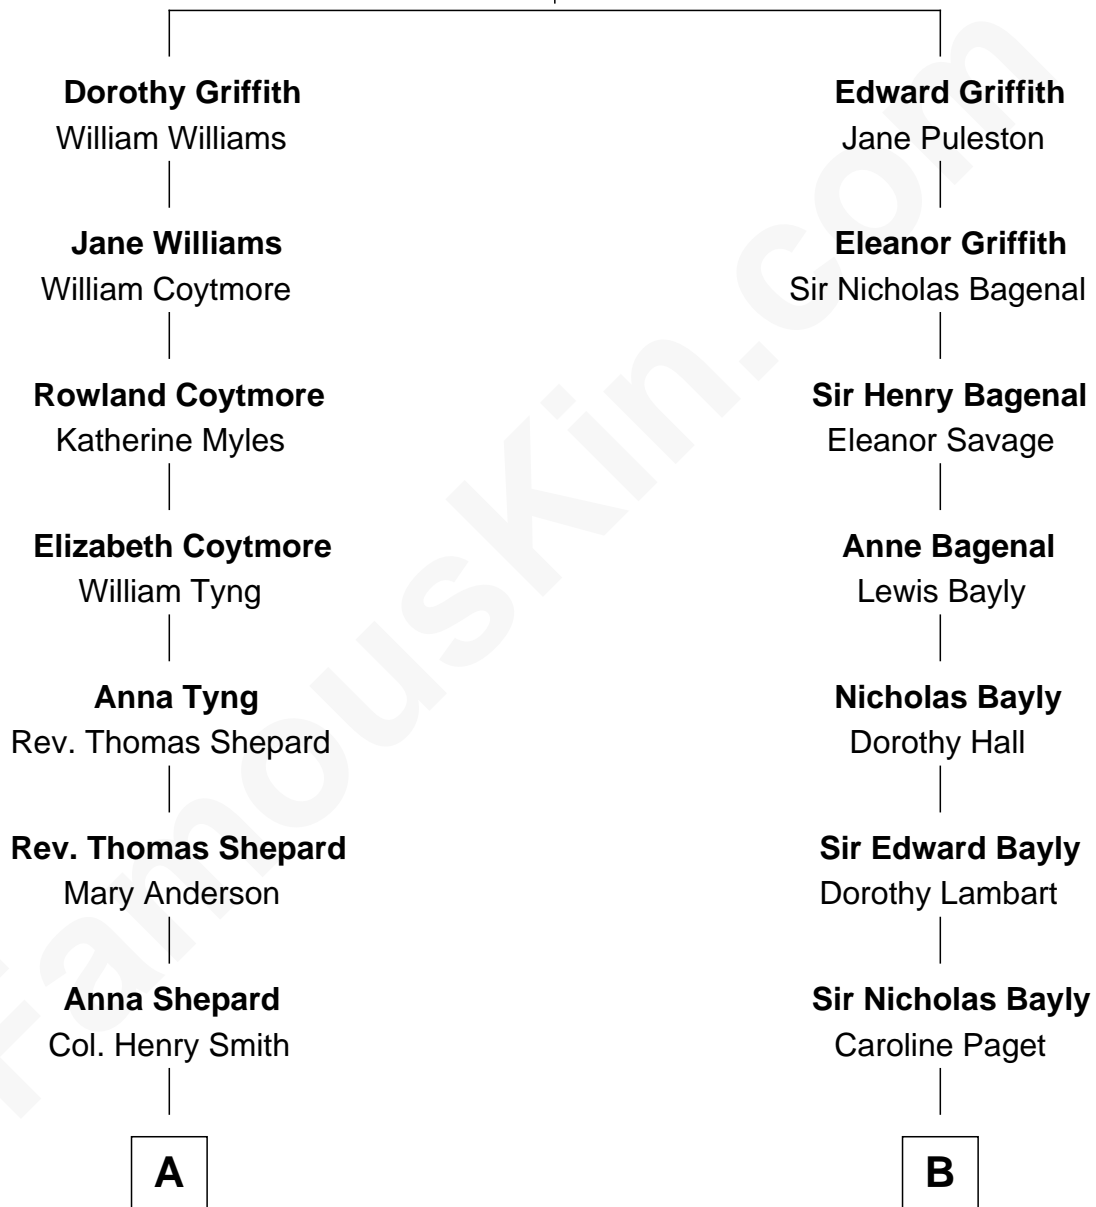 Dorothy Griffith
William Williams
Jane Williams
William Coytmore
Rowland Coytmore
Katherine Myles
Elizabeth Coytmore
William Tyng
Anna Tyng
Rev. Thomas Shepard
Rev. Thomas Shepard
Mary Anderson
Anna Shepard
Col. Henry Smith
A
Edward Griffith
Jane Puleston
Eleanor Griffith
Sir Nicholas Bagenal
Sir Henry Bagenal
Eleanor Savage
Anne Bagenal
Lewis Bayly
Nicholas Bayly
Dorothy Hall
Sir Edward Bayly
Dorothy Lambart
Sir Nicholas Bayly
Caroline Paget
B
FamousKin.com